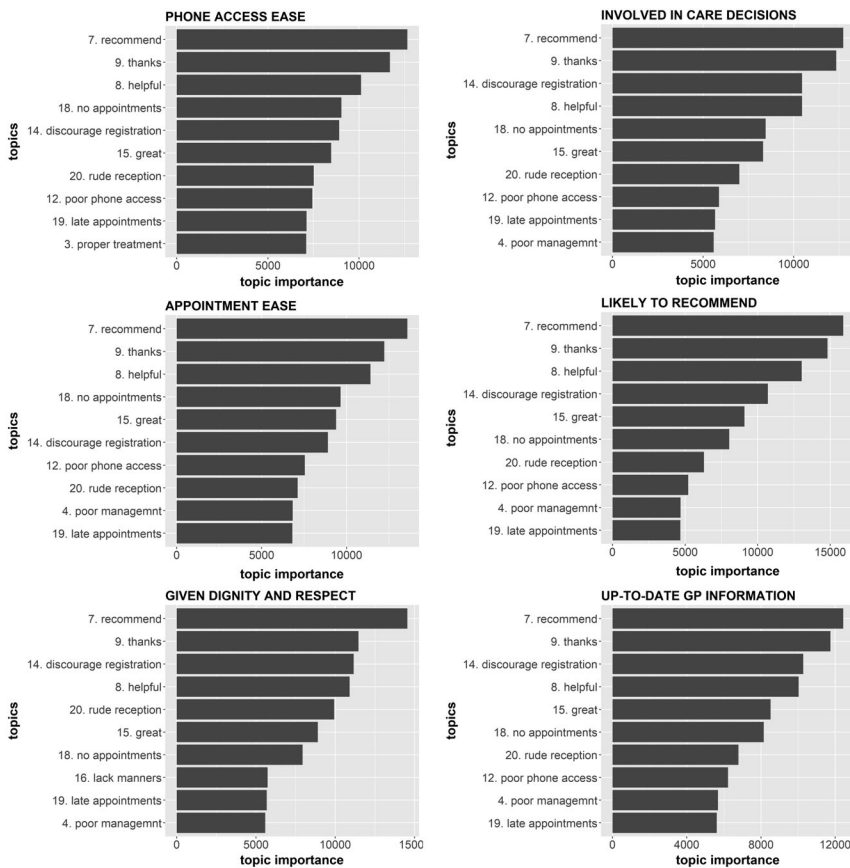 PHONE ACCESS EASE
7. recommend
9. thanks
8. helpful
18. no appointments
14. discourage registration
15. great
20. rude reception
12. poor phone access
19. late appointments
3. proper treatment
topics
0 5000 10000
topic importance
INVOLVED IN CARE DECISIONS
7. recommend
9. thanks
14. discourage registration
8. helpful
18. no appointments
15. great
20. rude reception
12. poor phone access
19. late appointments
4. poor managemnt
topics
0 5000 10000
topic importance
APPOINTMENT EASE
7. recommend
9. thanks
8. helpful
18. no appointments
15. great
14. discourage registration
12. poor phone access
20. rude reception
4. poor managemnt
19. late appointments
topics
0 5000 10000
topic importance
LIKELY TO RECOMMEND
7. recommend
9. thanks
8. helpful
14. discourage registration
15. great
18. no appointments
20. rude reception
12. poor phone access
4. poor managemnt
19. late appointments
topics
0 5000 10000 15000
topic importance
GIVEN DIGNITY AND RESPECT
7. recommend
9. thanks
14. discourage registration
8. helpful
20. rude reception
15. great
18. no appointments
16. lack manners
19. late appointments
4. poor managemnt
topics
0 5000 10000 1500
topic importance
UP-TO-DATE GP INFORMATION
7. recommend
9. thanks
14. discourage registration
8. helpful
15. great
18. no appointments
20. rude reception
12. poor phone access
4. poor managemnt
19. late appointments
topics
0 4000 8000 12000
topic importance